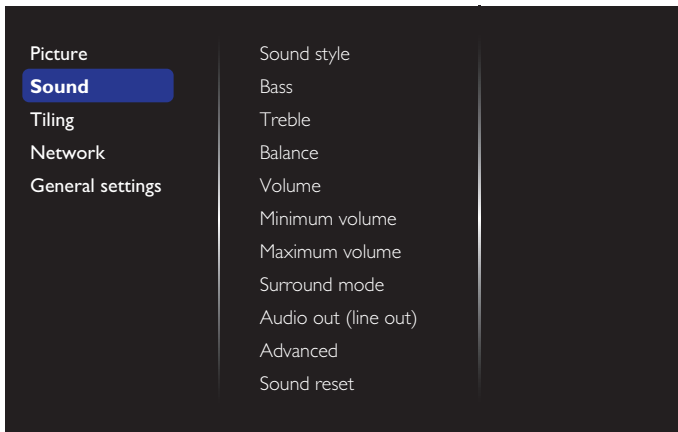 Picture
Sound
Tiling
Network
General settings
Sound style
Bass
Treble
Balance
Volume
Minimum volume
Maximum volume
Surround mode
Audio out (line out)
Advanced
Sound reset